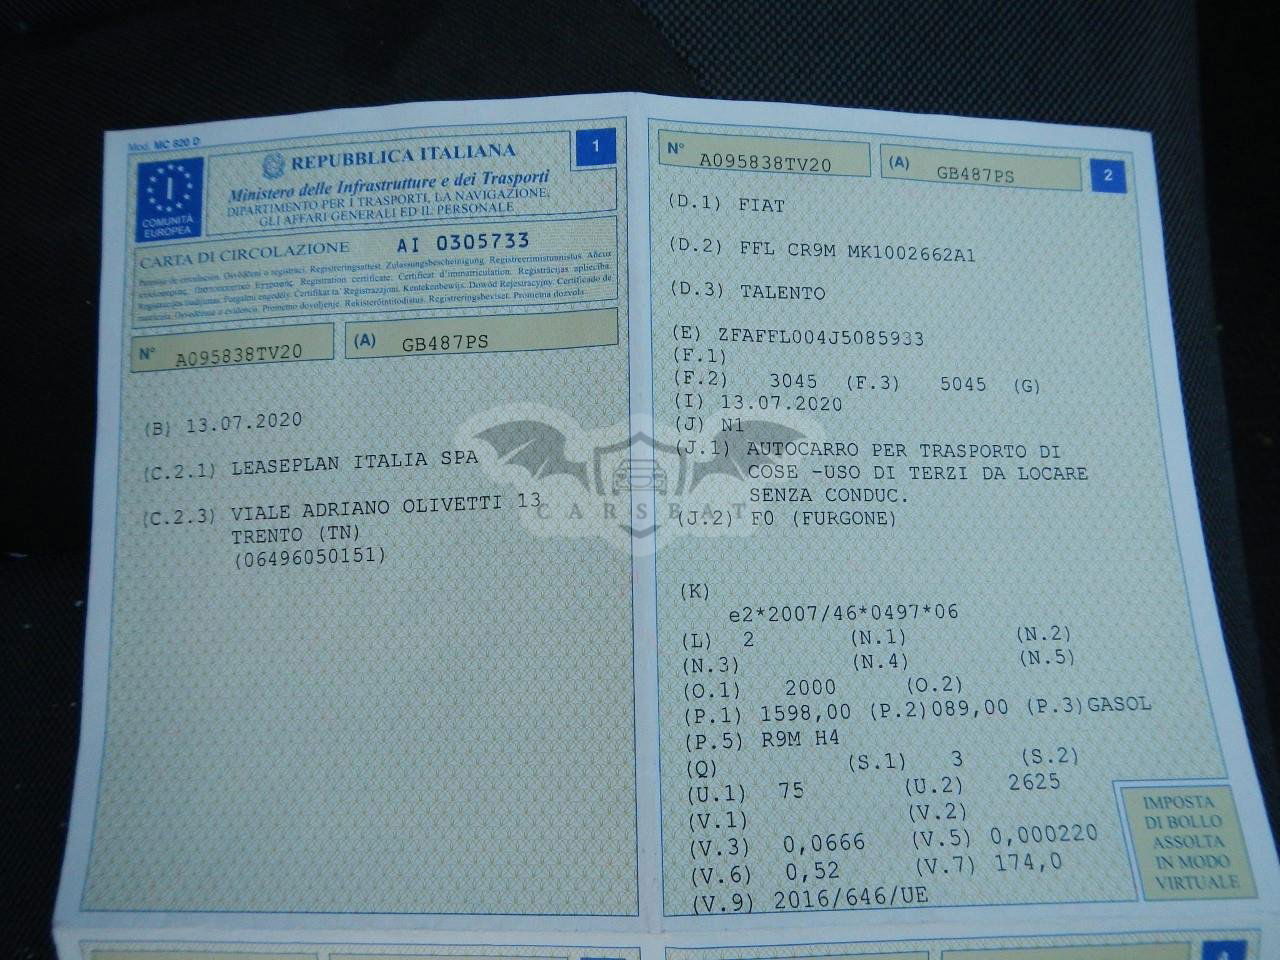 Mod. MC 820 D
COMUNITÀ
EUROPEA
REPUBBLICA ITALIANA
1
Ministero delle Infrastrutture e dei Trasporti
DIPARTIMENTO PER I TRASPORTI, LA NAVIGAZIONE,
GLI AFFARI GENERALI ED IL PERSONALE
CARTA DI CIRCOLAZIONE AI 0305733
N° A095838TV20 (A) GB487PS
(B) 13.07.2020
(C.2.1) LEASEPLAN ITALIA SPA
(C.2.3) VIALE ADRIANO OLIVETTI 13
TRENTO (TN)
(06496050151)
N° A095838TV20 (A) GB487PS 2
(D.1) FIAT
(D.2) FFL CR9M MK1002662A1
(D.3) TALENTO
(E) ZFAFFL004J5085933
(F.1)
(F.2) 3045 (F.3) 5045 (G)
(I) 13.07.2020
(J) N1
(J.1) AUTOCARRO PER TRASPORTO DI
COSE -USO DI TERZI DA LOCARE
SENZA CONDUC.
(J.2) F0 (FURGONE)
(K)
e2*2007/46*0497*06
(L) 2 (N.1) (N.2)
(N.3) (N.4) (N.5)
(O.1) 2000 (O.2)
(P.1) 1598,00 (P.2)089,00 (P.3)GASOL
(P.5) R9M H4
(Q) (S.1) 3 (S.2)
(U.1) 75 (U.2) 2625
(V.1) (V.2)
(V.3) 0,0666 (V.5) 0,000220
(V.6) 0,52 (V.7) 174,0
(V.9) 2016/646/UE
IMPOSTA
DI BOLLO
ASSOLTA
IN MODO
VIRTUALE
CARSEAT
4